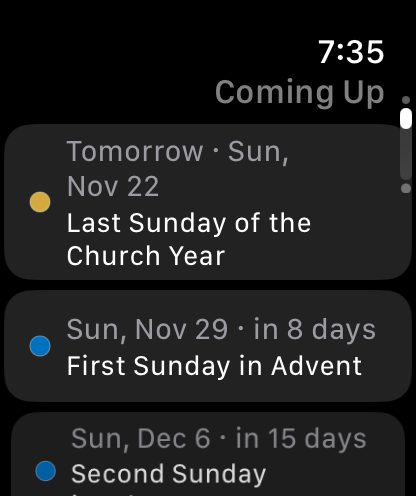 7:35
Coming Up
Tomorrow · Sun,
Nov 22
Last Sunday of the
Church Year
Sun, Nov 29 · in 8 days
First Sunday in Advent
Sun, Dec 6 · in 15 days
Second Sunday